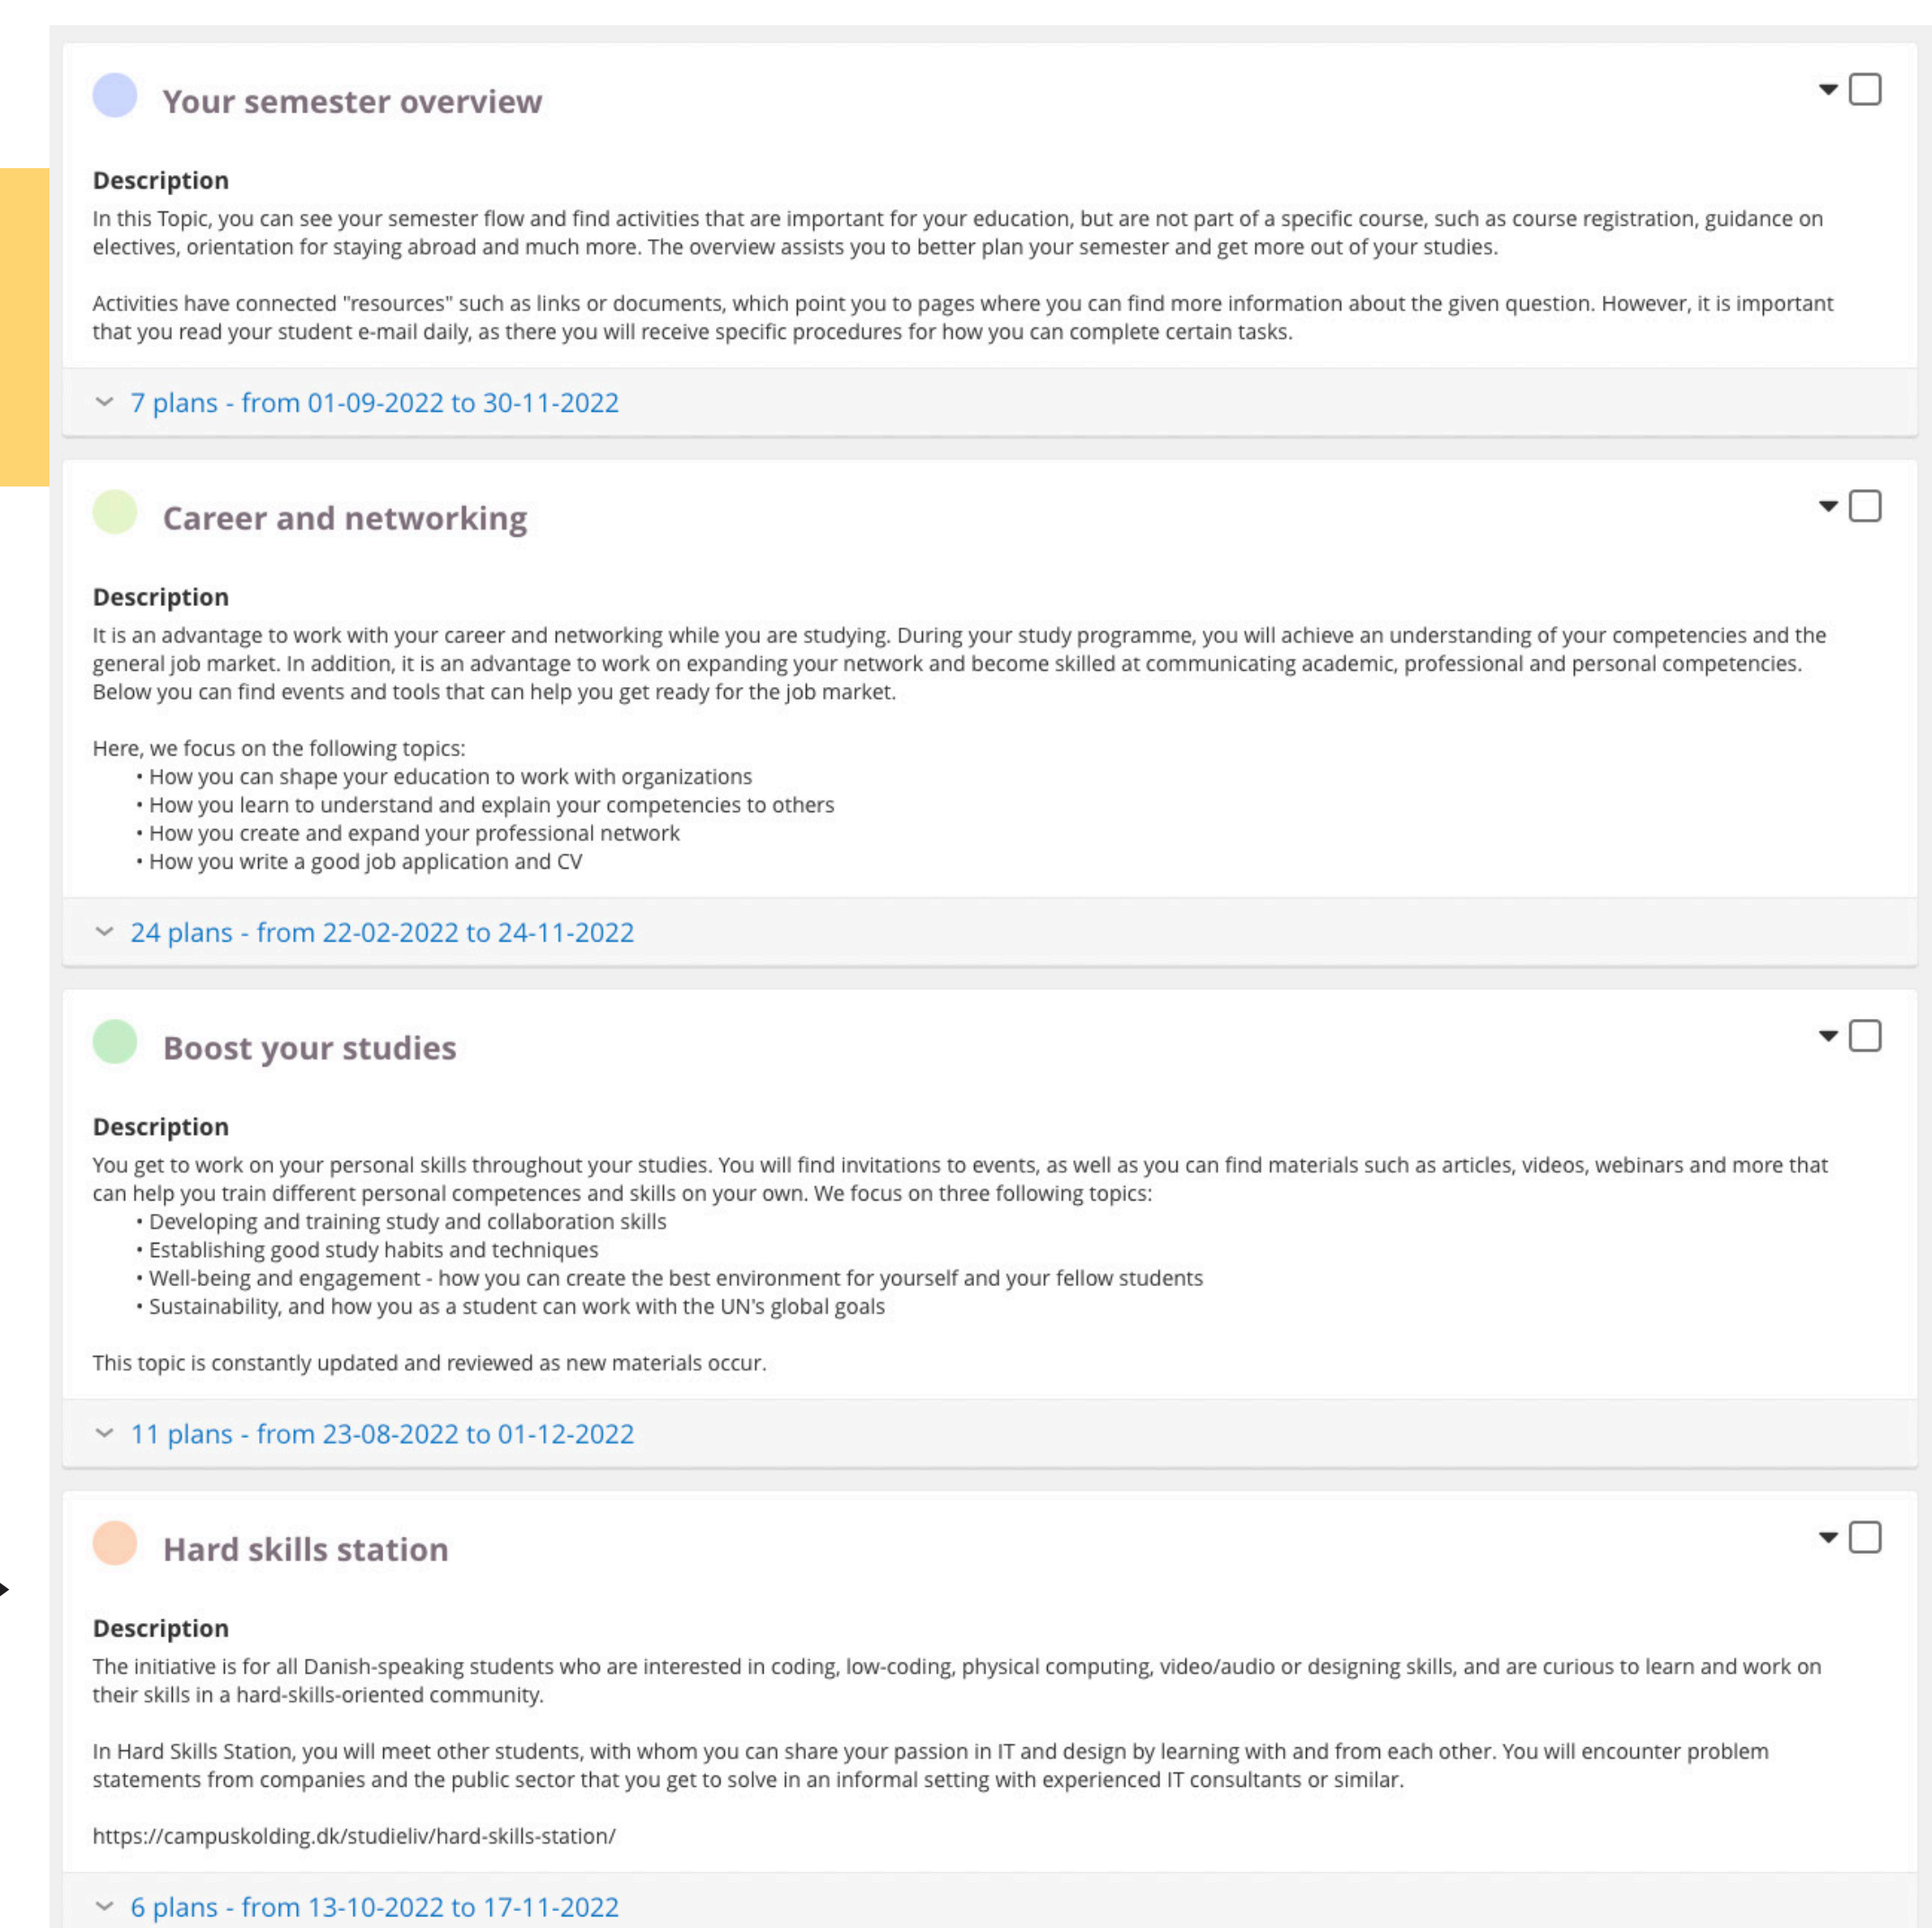 Your semester overview
Description
In this Topic, you can see your semester flow and find activities that are important for your education, but are not part of a specific course, such as course registration, guidance on
electives, orientation for staying abroad and much more. The overview assists you to better plan your semester and get more out of your studies.
Activities have connected "resources" such as links or documents, which point you to pages where you can find more information about the given question. However, it is important
that you read your student e-mail daily, as there you will receive specific procedures for how you can complete certain tasks.
7 plans - from 01-09-2022 to 30-11-2022
Career and networking
Description
It is an advantage to work with your career and networking while you are studying. During your study programme, you will achieve an understanding of your competencies and the
general job market. In addition, it is an advantage to work on expanding your network and become skilled at communicating academic, professional and personal competencies.
Below you can find events and tools that can help you get ready for the job market.
Here, we focus on the following topics:
• How you can shape your education to work with organizations
• How you learn to understand and explain your competencies to others
• How you create and expand your professional network
• How you write a good job application and CV
24 plans - from 22-02-2022 to 24-11-2022
Boost your studies
Description
You get to work on your personal skills throughout your studies. You will find invitations to events, as well as you can find materials such as articles, videos, webinars and more that
can help you train different personal competences and skills on your own. We focus on three following topics:
• Developing and training study and collaboration skills
• Establishing good study habits and techniques
• Well-being and engagement - how you can create the best environment for yourself and your fellow students
• Sustainability, and how you as a student can work with the UN's global goals
This topic is constantly updated and reviewed as new materials occur.
11 plans - from 23-08-2022 to 01-12-2022
Hard skills station
Description
The initiative is for all Danish-speaking students who are interested in coding, low-coding, physical computing, video/audio or designing skills, and are curious to learn and work on
their skills in a hard-skills-oriented community.
In Hard Skills Station, you will meet other students, with whom you can share your passion in IT and design by learning with and from each other. You will encounter problem
statements from companies and the public sector that you get to solve in an informal setting with experienced IT consultants or similar.
https://campuskolding.dk/studieliv/hard-skills-station/
6 plans - from 13-10-2022 to 17-11-2022